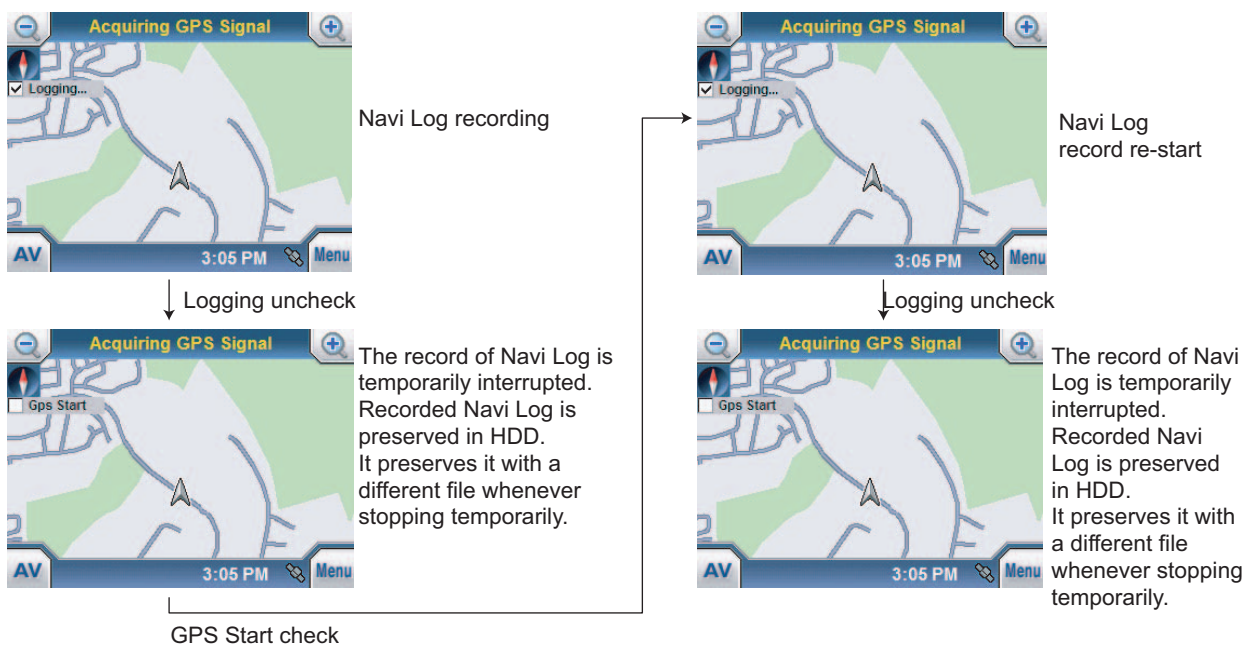 Acquiring GPS Signal
Logging...
AV
3:05 PM
Menu
Navi Log recording
Logging uncheck
Acquiring GPS Signal
Gps Start
AV
3:05 PM
Menu
The record of Navi Log is
temporarily interrupted.
Recorded Navi Log is
preserved in HDD.
It preserves it with a
different file whenever
stopping temporarily.
GPS Start check
Acquiring GPS Signal
Logging...
AV
3:05 PM
Menu
Navi Log
record re-start
Logging uncheck
Acquiring GPS Signal
Gps Start
AV
3:05 PM
Menu
The record of Navi
Log is temporarily
interrupted.
Recorded Navi
Log is preserved
in HDD.
It preserves it with
a different file
whenever stopping
temporarily.